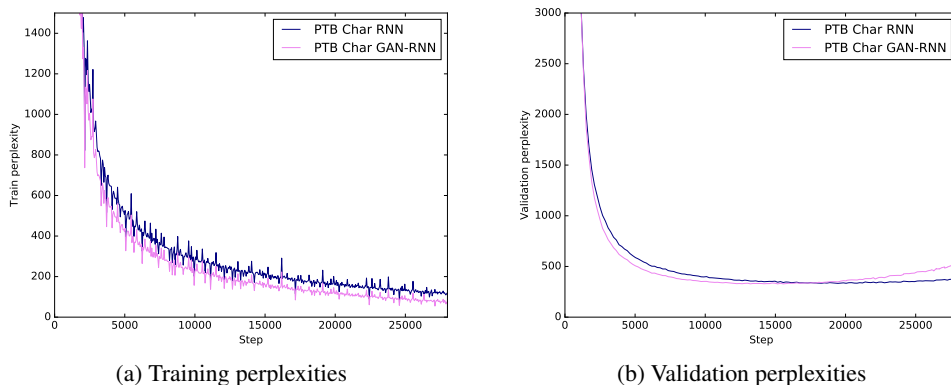 PTB Char RNN
PTB Char GAN-RNN
1400
1200
1000
800
600
400
200
0
Train perplexity
0 5000 10000 15000 20000 25000
Step
(a) Training perplexities
PTB Char RNN
PTB Char GAN-RNN
3000
2500
2000
1500
1000
500
0
Validation perplexity
0 5000 10000 15000 20000 25000
Step
(b) Validation perplexities